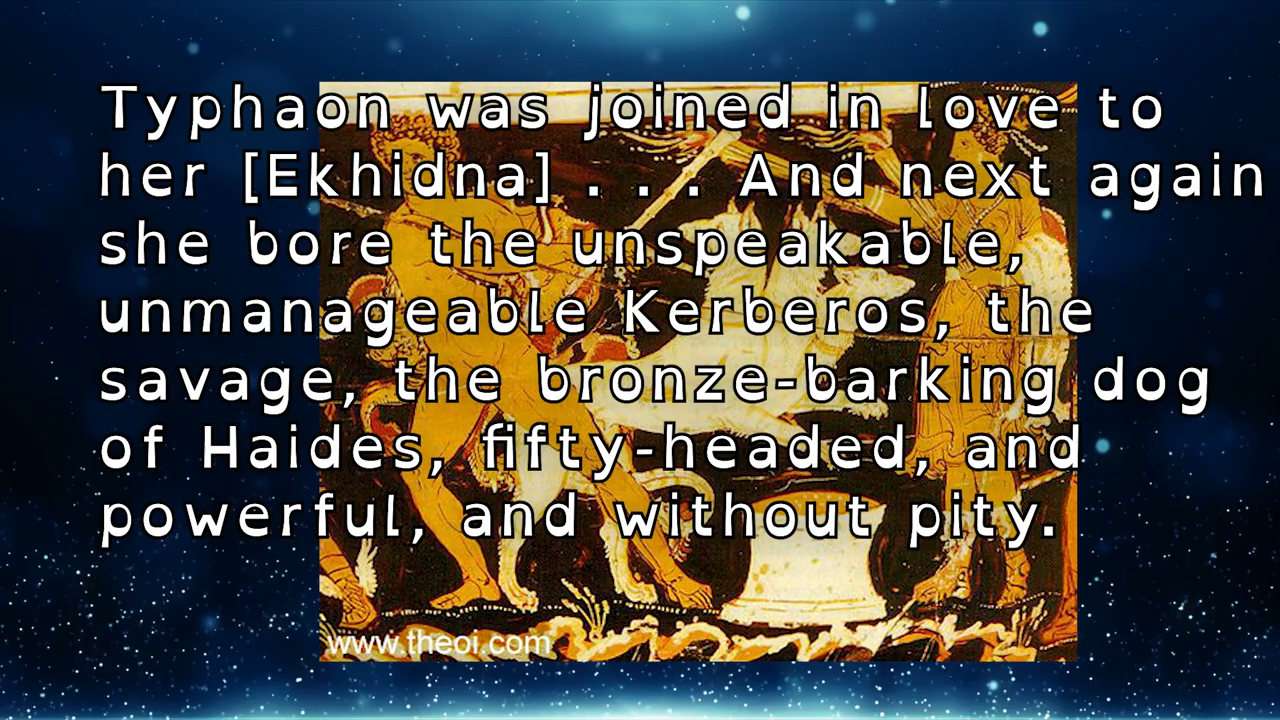 Typhaon was joined in love to
her [Ekhidna] . . . And next again
she bore the unspeakable,
unmanageable Kerberos, the
savage, the bronze-barking dog
of Haides, fifty-headed, and
powerful, and without pity.
www.theoi.com